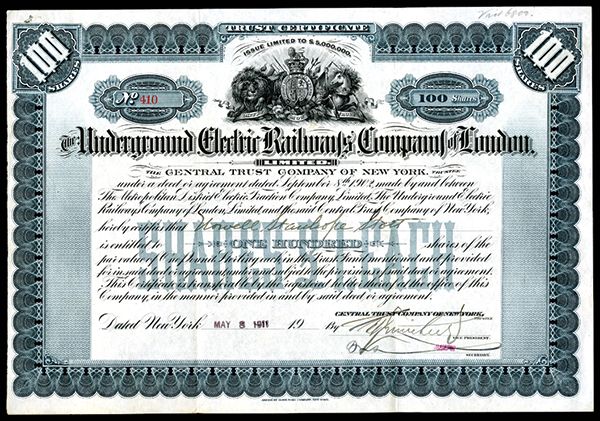 TRUST CERTIFICATE
ISSUE LIMITED TO $5,000,000.
100
SHARES
100
SHARES
No 410
100 Shares
The Underground Electric Railways Company of London,
LIMITED.
THE CENTRAL TRUST COMPANY OF NEW YORK, TRUSTEE
under a deed or agreement dated, September 8th 1902, made by and between
The Metropolitan District Electric Traction Company, Limited, The Underground Electric
Railways Company of London, Limited, and the said Central Trust Company of New York,
hereby certifies that
is entitled to ONE HUNDRED shares of the
par value of One Pound Sterling each in the Trust Fund mentioned and provided
for in said deed or agreement and subject to the provisions of said deed or agreement.
This Certificate is transferable by the registered holder at the office of this
Company, in the manner provided in and by said deed or agreement.
CENTRAL TRUST COMPANY OF NEW YORK,
TRUSTEE
Dated New York MAY 8 1911 19 By
VICE PRESIDENT.
SECRETARY.